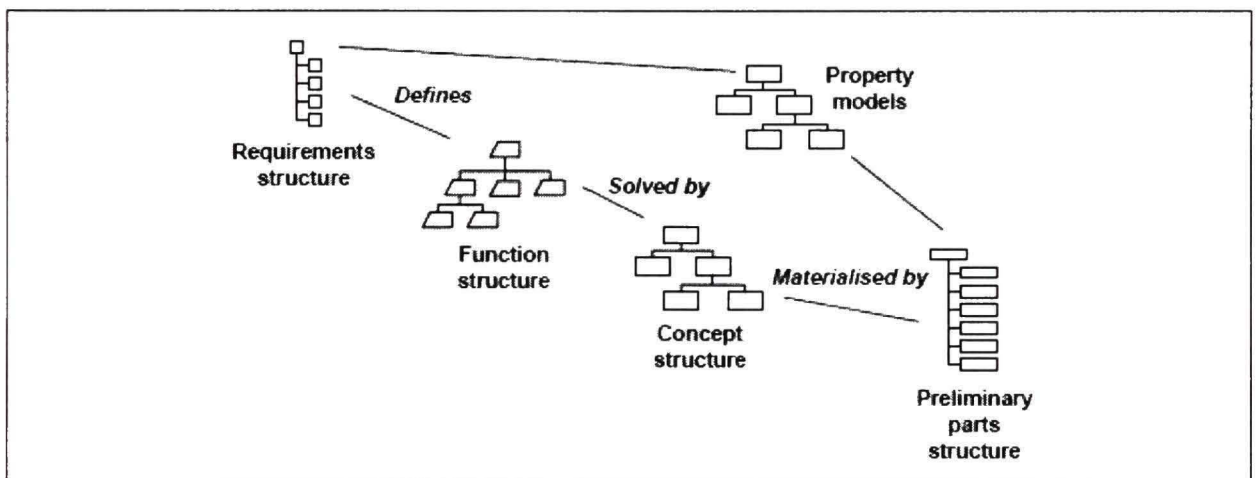 Property
models
Defines
Requirements
structure
Solved by
Function
structure
Materialised by
Concept
structure
Preliminary
parts
structure